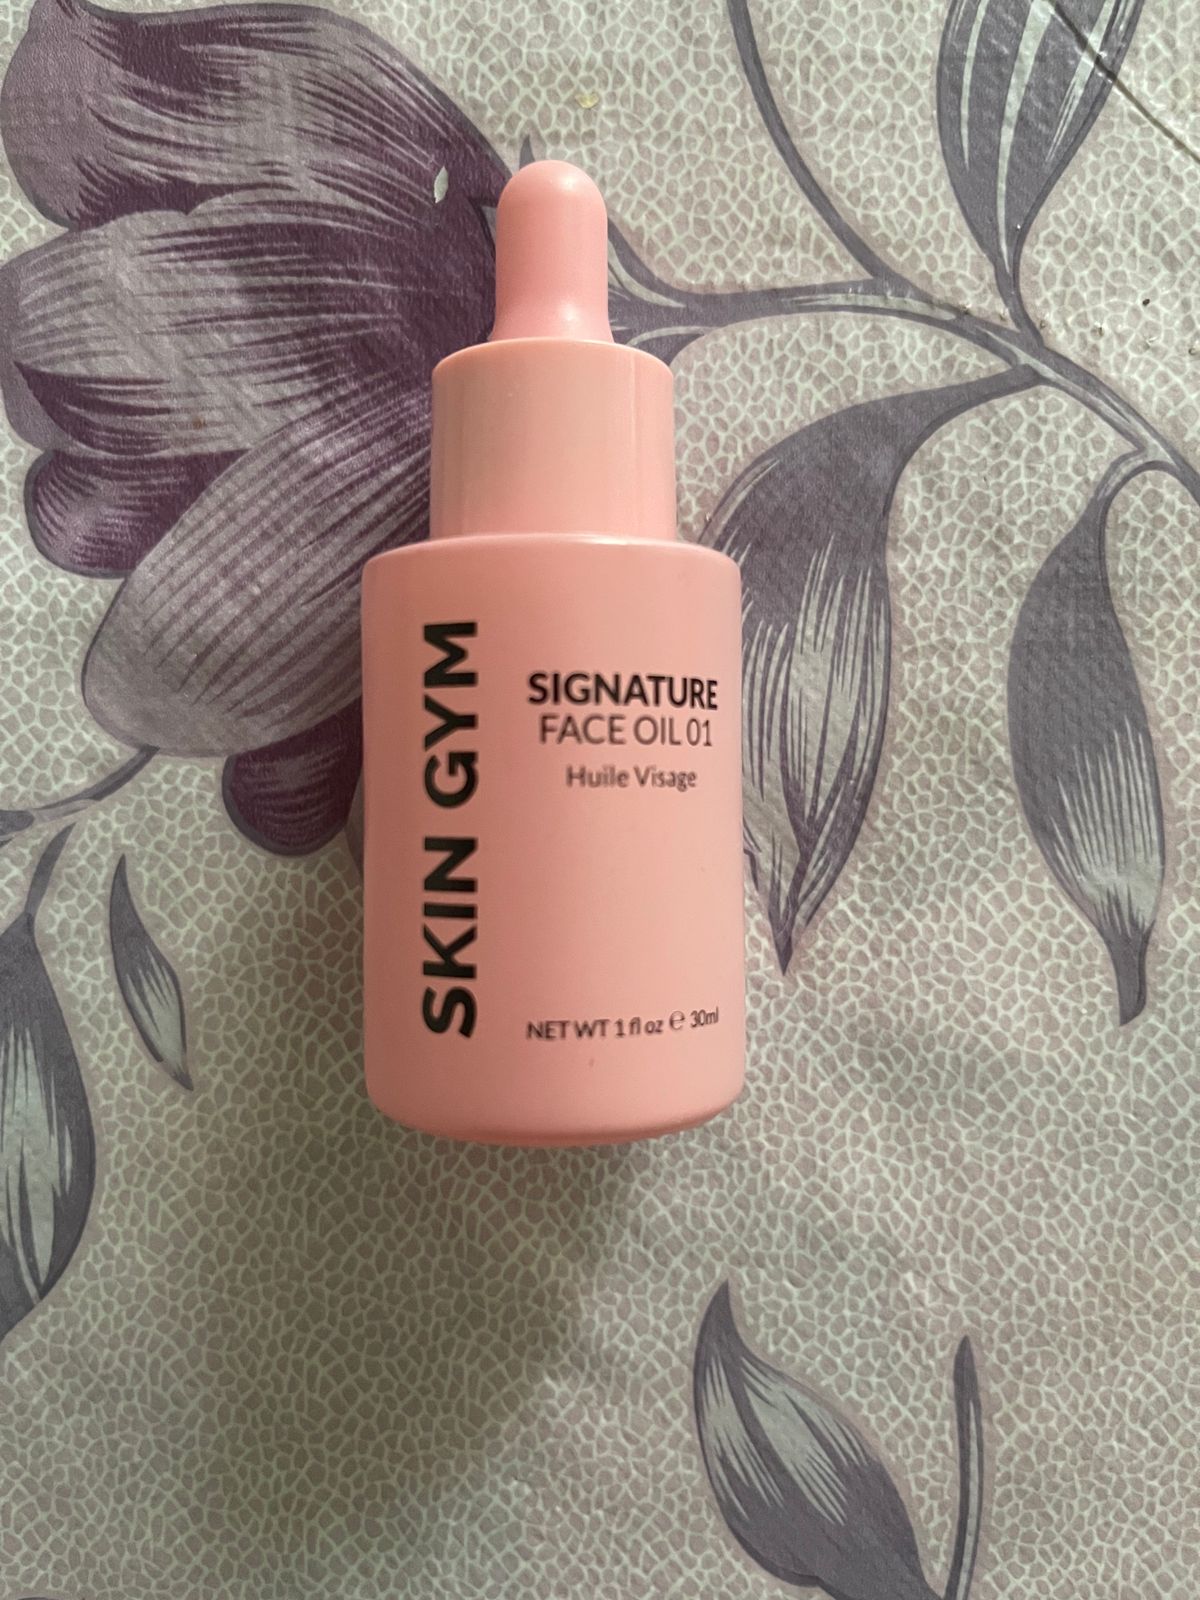 SKIN GYM
SIGNATURE
FACE OIL 01
Huile Visage
NET WT 1 fl oz ℮ 30ml